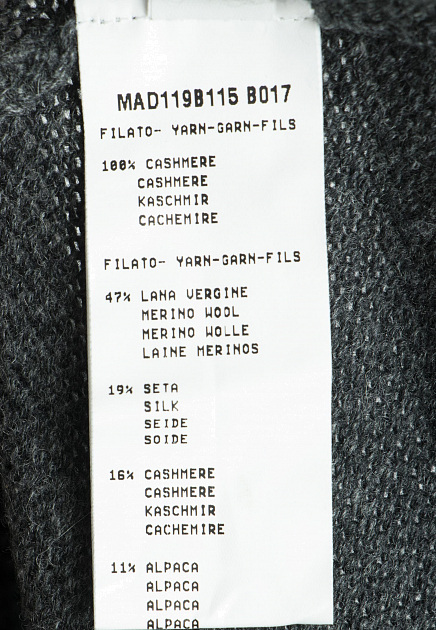 MAD119B115 B017
FILATO- YARN-GARN-FILS
100% CASHMERE
CASHMERE
KASCHMIR
CACHEMIRE
FILATO- YARN-GARN-FILS
47% LANA VERGINE
MERINO WOOL
MERINO WOLLE
LAINE MERINOS
19% SETA
SILK
SEIDE
SOIDE
16% CASHMERE
CASHMERE
KASCHMIR
CACHEMIRE
11% ALPACA
ALPACA
ALPACA
ALPACA